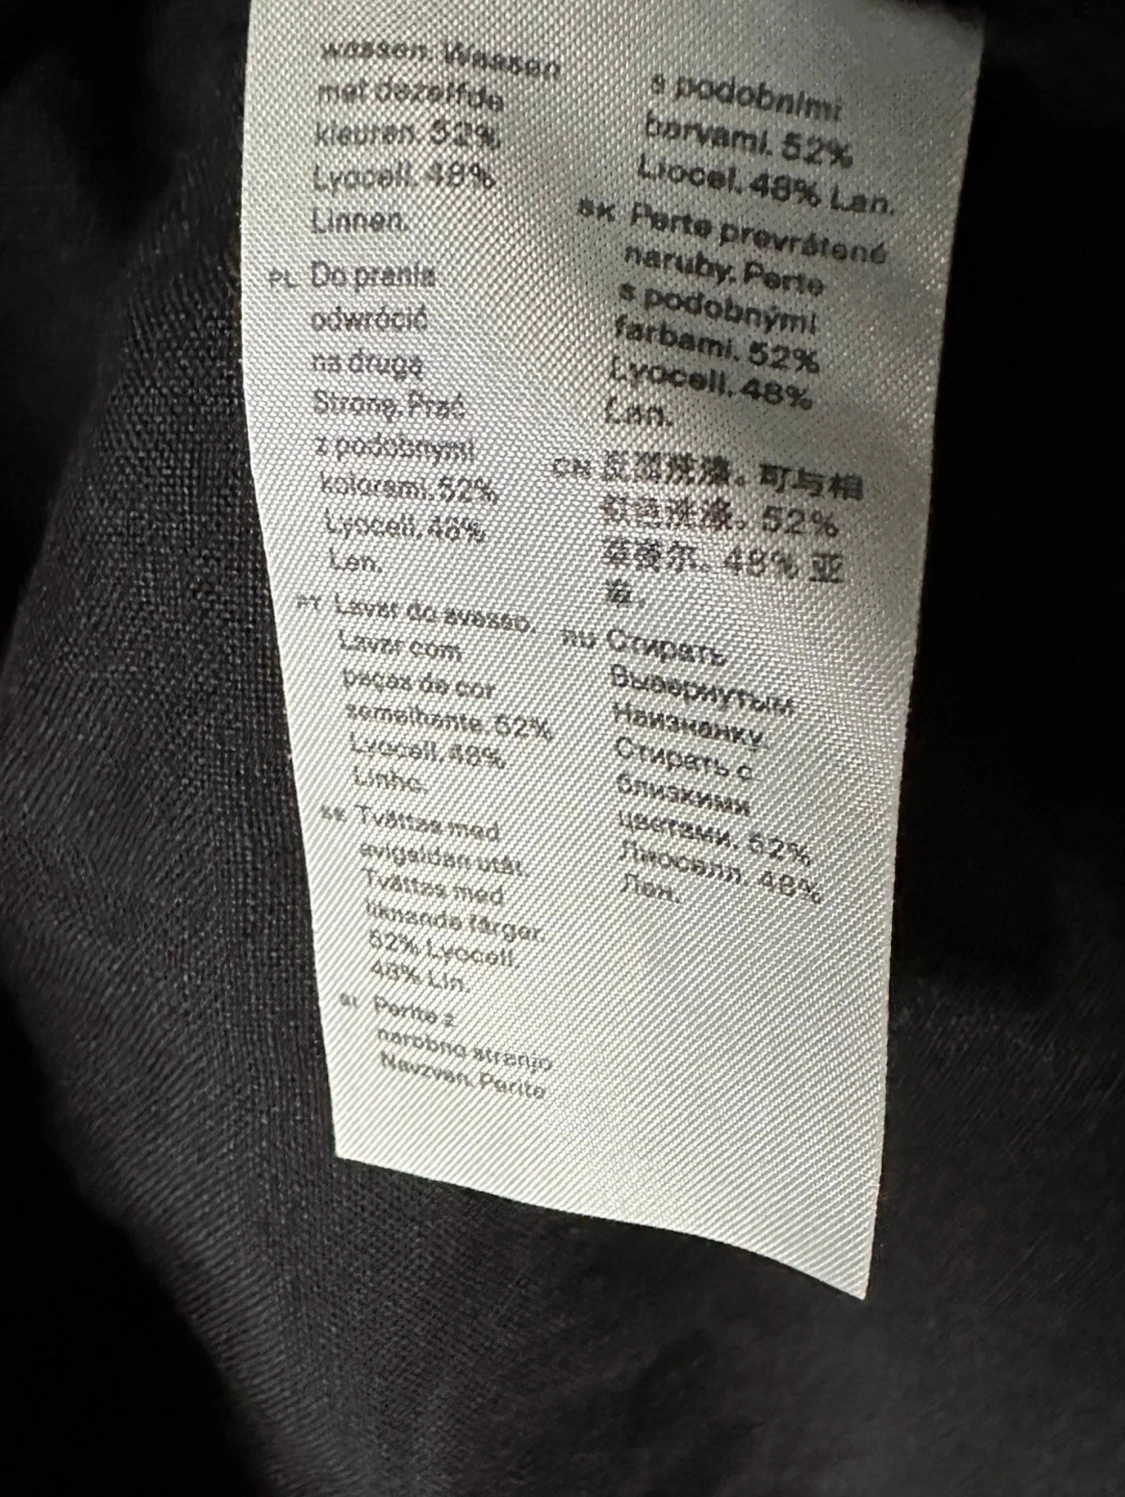 wassen. Wassen
met dezelfde
kleuren. 52%
Lyocell. 48%
Linnen.
PL Do prania
odwrócić
na drugą
Stronę. Prać
z podobnymi
kolorami. 52%
Lyocell. 48%
Len.
PT Lavar do avesso.
Lavar com
peças de cor
semelhante. 52%
Lyocell. 48%
Linho.
SE Tvättas med
avigsidan utåt.
Tvättas med
liknande färger.
52% Lyocell.
48% Lin.
SI Perite z
narobno stranjo
Navzven. Perite
s podobnimi
barvami. 52%
Liocel. 48% Lan.
SK Perte prevrátené
naruby. Perte
s podobnými
farbami. 52%
Lyocell. 48%
Ľan.
CN 反面洗涤。可与相
似色洗涤。52%
莱赛尔。48% 亚
麻。
RU Стирать
Вывернутым
Наизнанку.
Стирать с
близкими
цветами. 52%
Лиоселл. 48%
Лен.